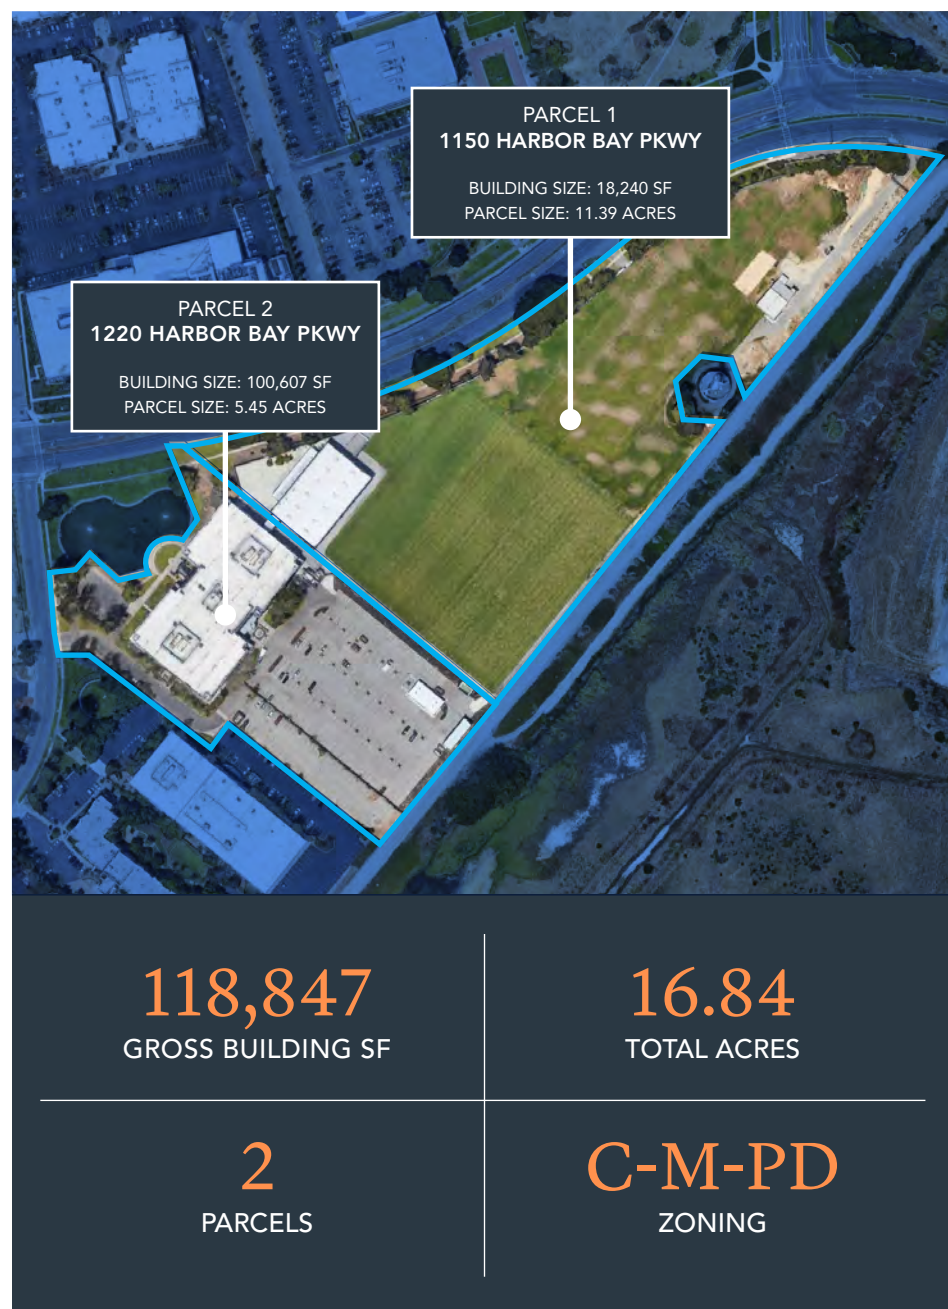 PARCEL 1
1150 HARBOR BAY PKWY
BUILDING SIZE: 18,240 SF
PARCEL SIZE: 11.39 ACRES
PARCEL 2
1220 HARBOR BAY PKWY
BUILDING SIZE: 100,607 SF
PARCEL SIZE: 5.45 ACRES
118,847
GROSS BUILDING SF
16.84
TOTAL ACRES
2
PARCELS
C-M-PD
ZONING